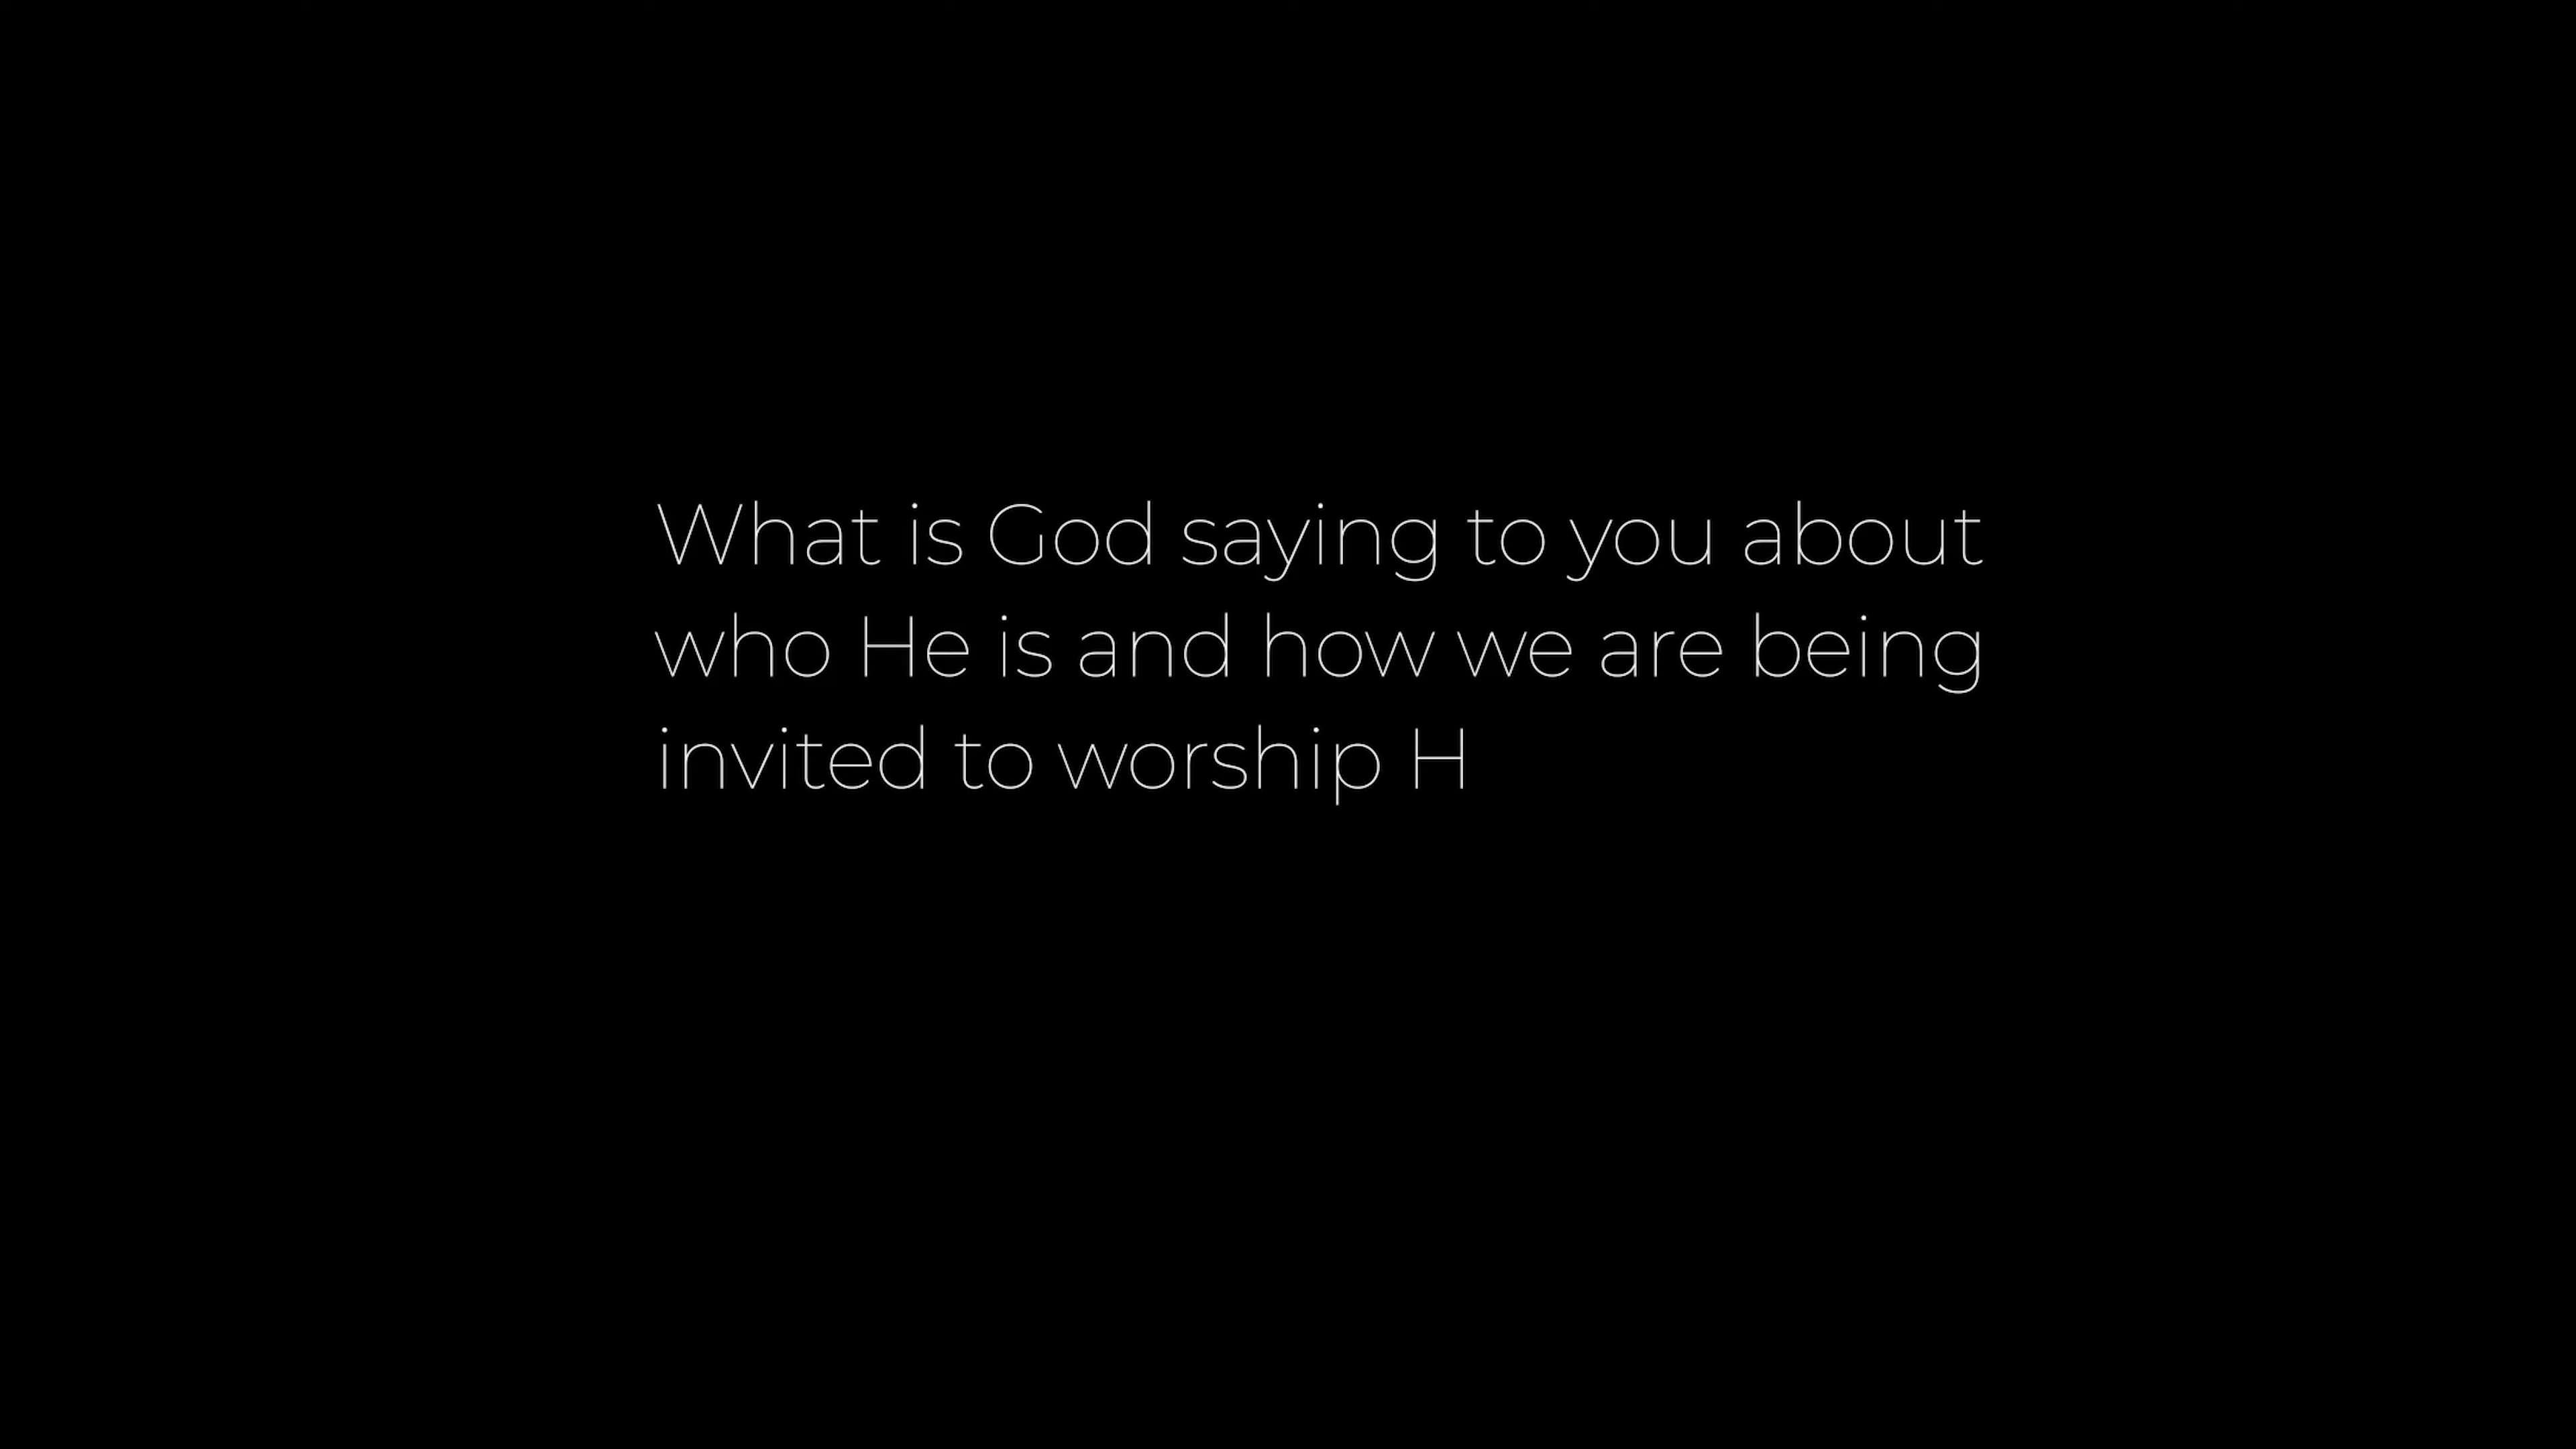 What is God saying to you about
who He is and how we are being
invited to worship H